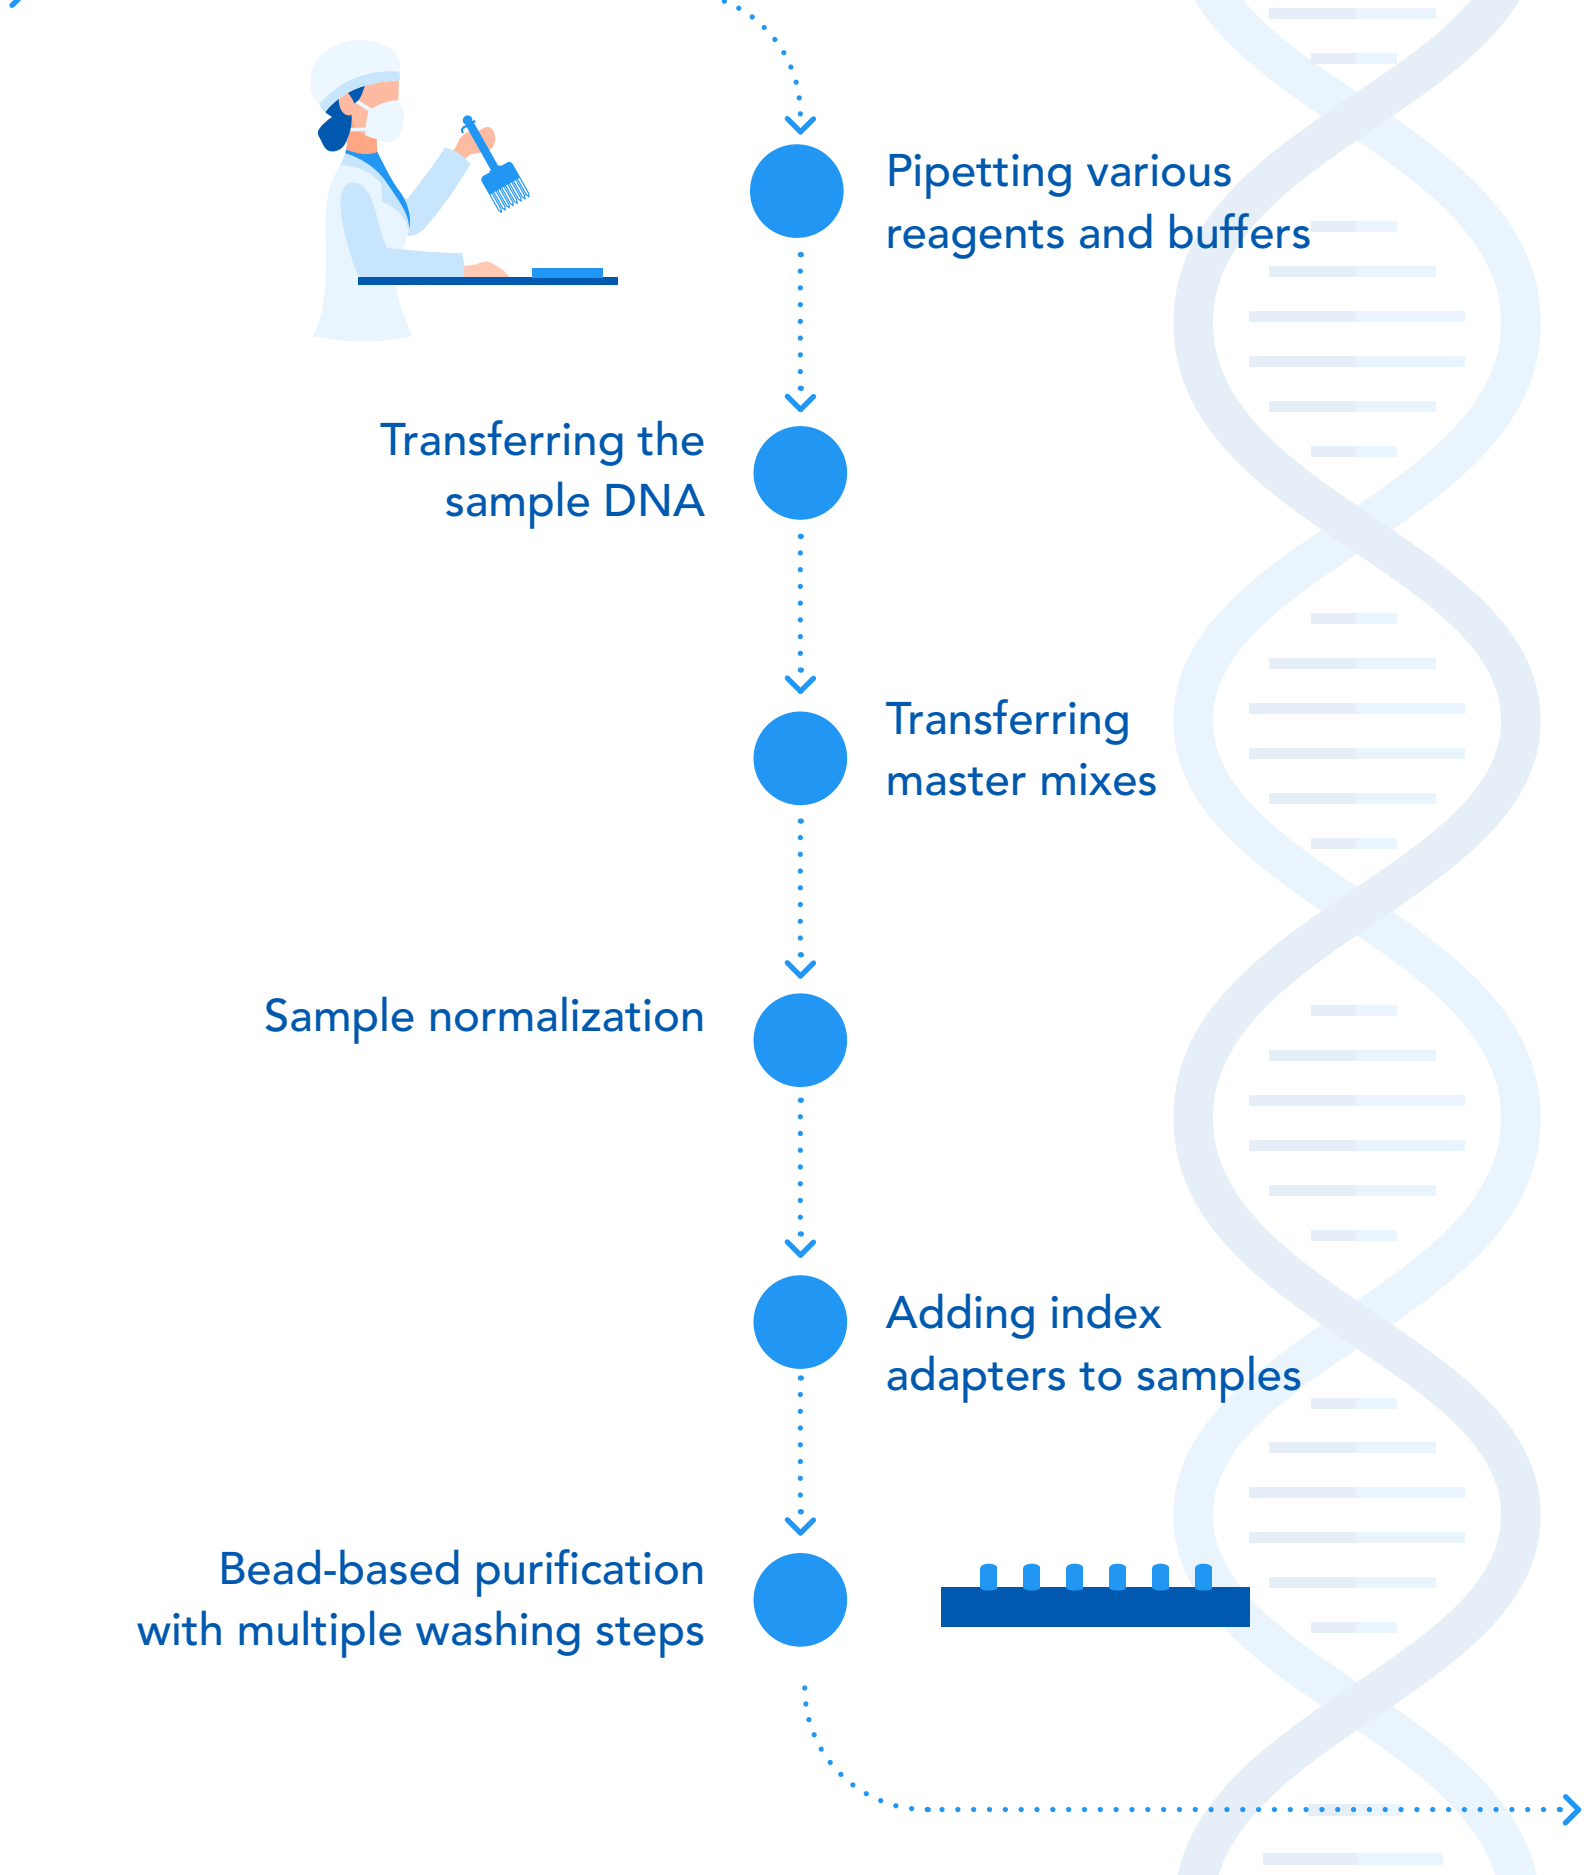 Pipetting various
reagents and buffers
Transferring the
sample DNA
Transferring
master mixes
Sample normalization
Adding index
adapters to samples
Bead-based purification
with multiple washing steps